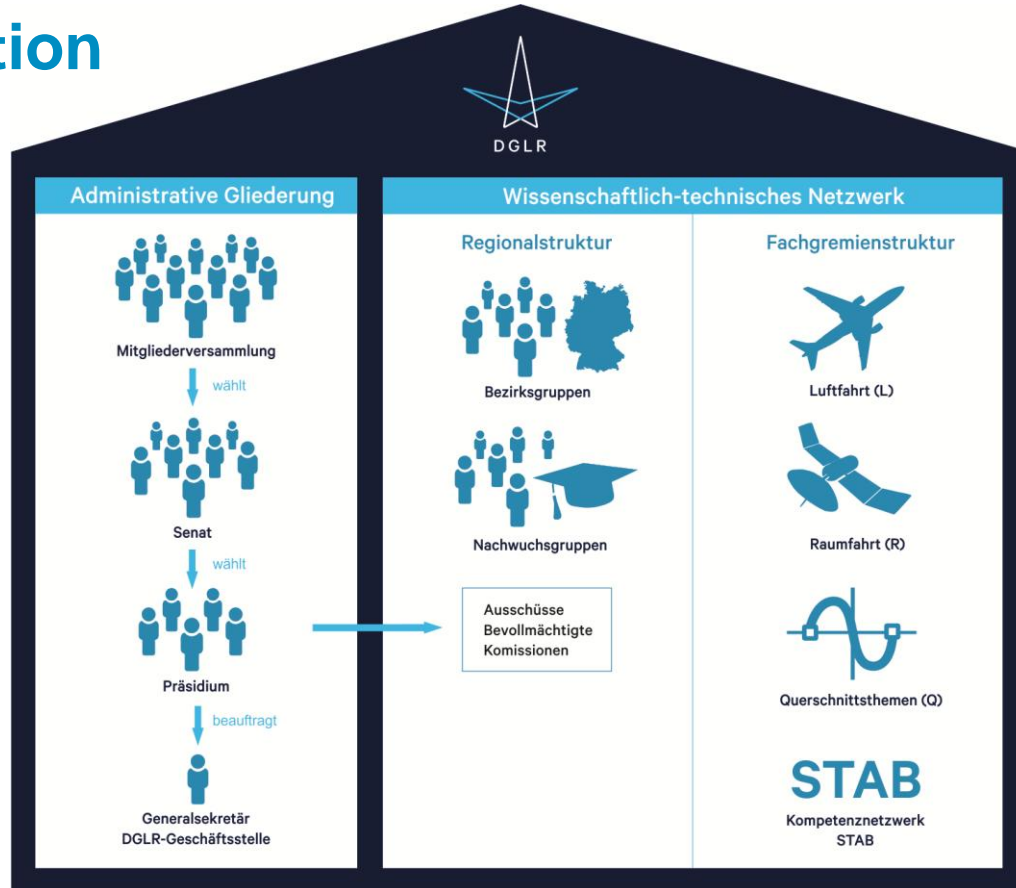 tion
DGLR
Administrative Gliederung
Mitgliederversammlung
wählt
Senat
wählt
Präsidium
beauftragt
Generalsekretär
DGLR-Geschäftsstelle
Wissenschaftlich-technisches Netzwerk
Regionalstruktur
Bezirksgruppen
Nachwuchsgruppen
Ausschüsse
Bevollmächtigte
Komissionen
Fachgremienstruktur
Luftfahrt (L)
Raumfahrt (R)
Querschnittsthemen (Q)
STAB
Kompetenznetzwerk
STAB